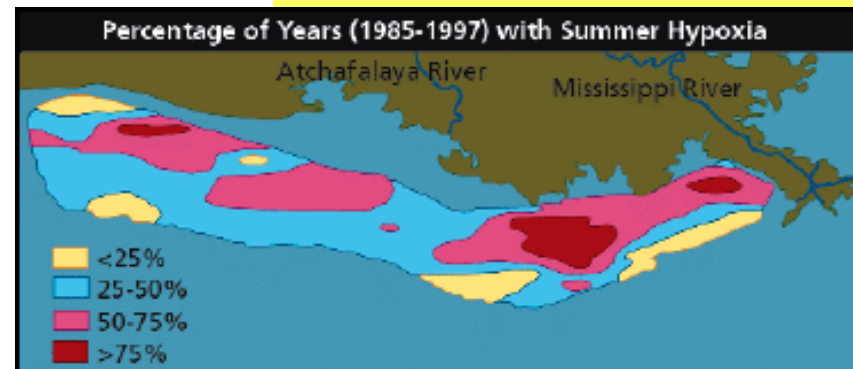 Percentage of Years (1985-1997) with Summer Hypoxia
Atchafalaya River
Mississippi River
<25%
25-50%
50-75%
>75%